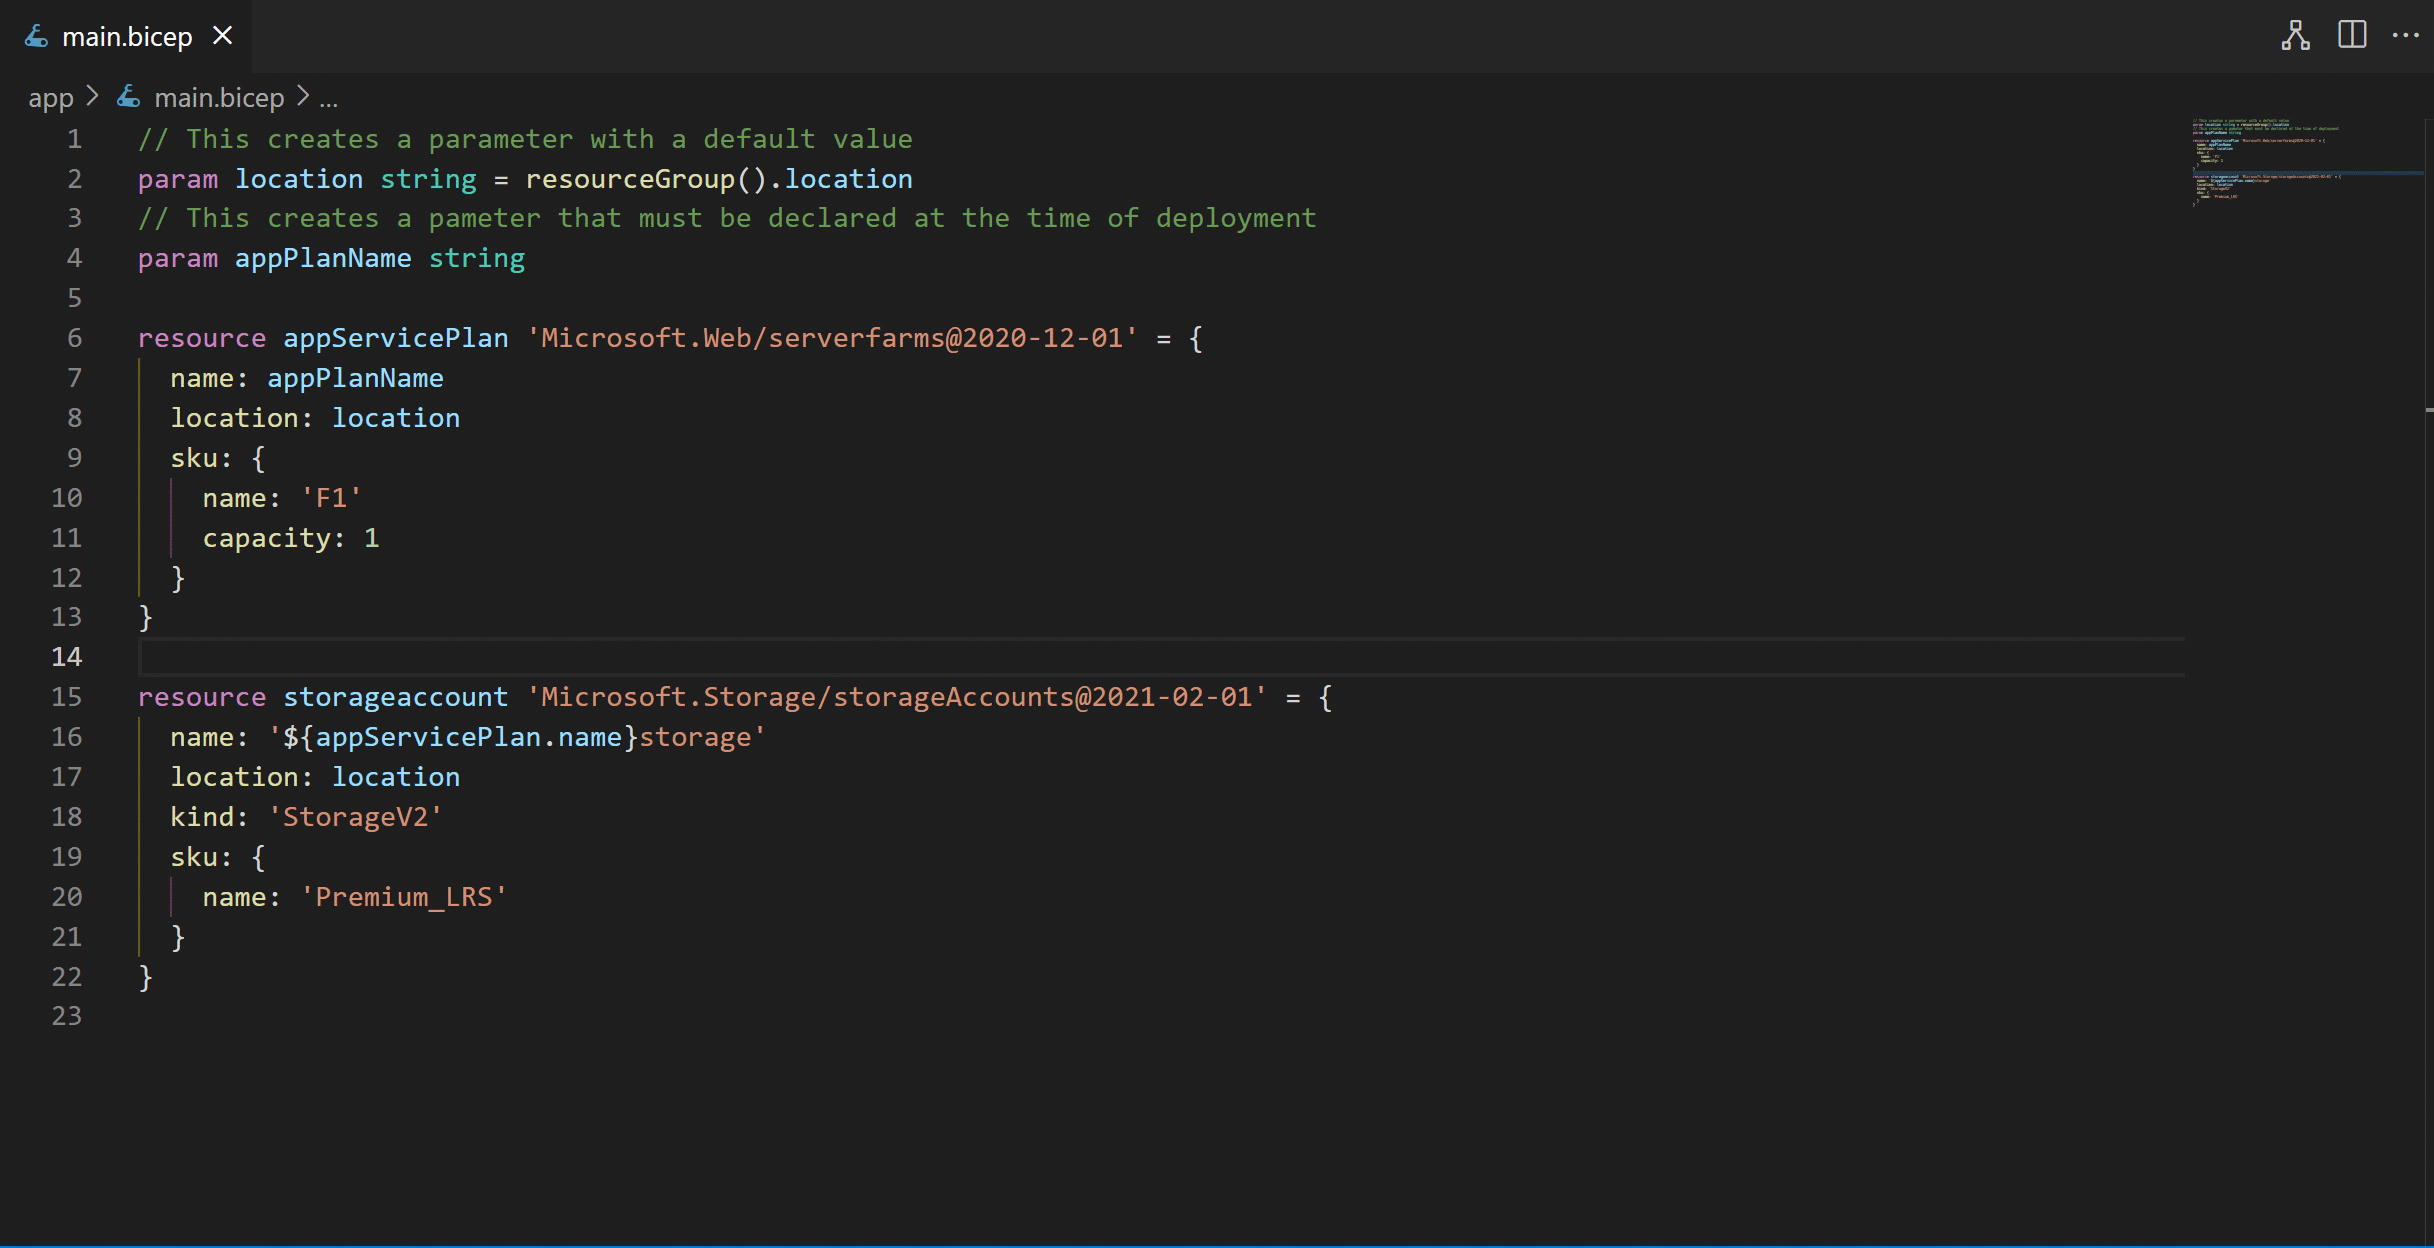 main.bicep
app > main.bicep > ...
1 // This creates a parameter with a default value
2 param location string = resourceGroup().location
3 // This creates a pameter that must be declared at the time of deployment
4 param appPlanName string
5
6 resource appServicePlan 'Microsoft.Web/serverfarms@2020-12-01' = {
7   name: appPlanName
8   location: location
9   sku: {
10     name: 'F1'
11     capacity: 1
12   }
13 }
14
15 resource storageaccount 'Microsoft.Storage/storageAccounts@2021-02-01' = {
16   name: '${appServicePlan.name}storage'
17   location: location
18   kind: 'StorageV2'
19   sku: {
20     name: 'Premium_LRS'
21   }
22 }
23